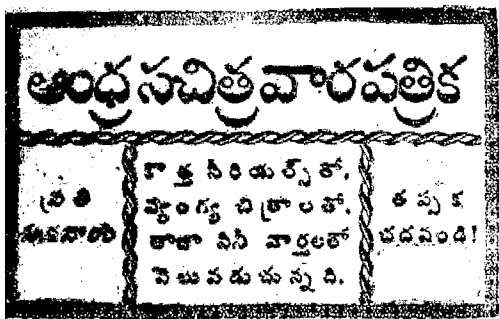 ఆంధ్రసచిత్రవారపత్రిక
ప్రతి
కొత్త సీరియల్స్ తో,
వ్యంగ్య చిత్రాలతో,
తాజా సినీ వార్తలతో
వెలువడుచున్నది.
తప్పక
చదవండి!